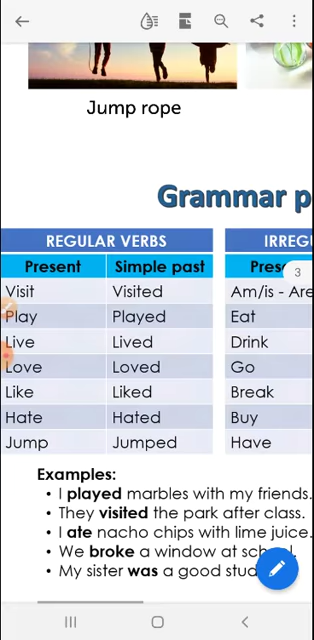 Jump rope
Grammar p
REGULAR VERBS IRREGU
Present Simple past Pres 3
Visit Visited Am/is - Are
Play Played Eat
Live Lived Drink
Love Loved Go
Like Liked Break
Hate Hated Buy
Jump Jumped Have
Examples:
• I played marbles with my friends.
• They visited the park after class.
• I ate nacho chips with lime juice.
• We broke a window at school.
• My sister was a good stud